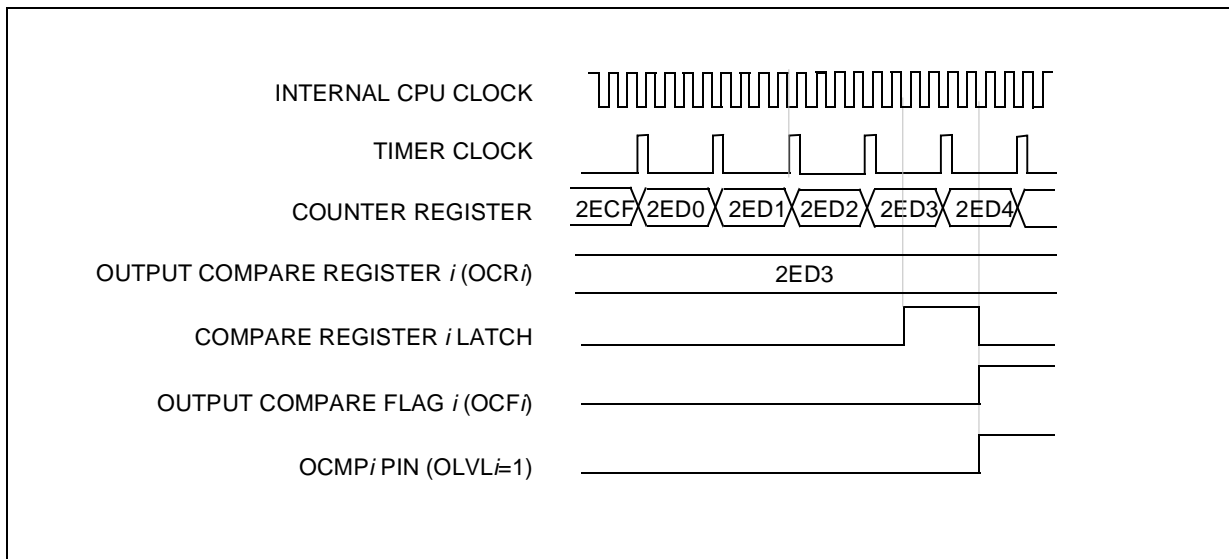 INTERNAL CPU CLOCK
TIMER CLOCK
COUNTER REGISTER 2ECF 2ED0 2ED1 2ED2 2ED3 2ED4
OUTPUT COMPARE REGISTER i (OCRi) 2ED3
COMPARE REGISTER i LATCH
OUTPUT COMPARE FLAG i (OCFi)
OCMPi PIN (OLVLi=1)